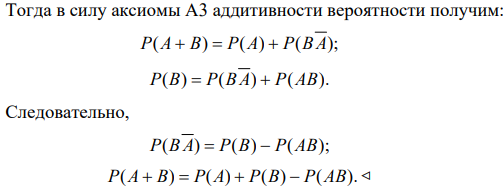 Тогда в силу аксиомы А3 аддитивности вероятности получим:
P(A + B) = P(A) + P(BA̅);
P(B) = P(BA̅) + P(AB).
Следовательно,
P(BA̅) = P(B) − P(AB);
P(A + B) = P(A) + P(B) − P(AB). ◁